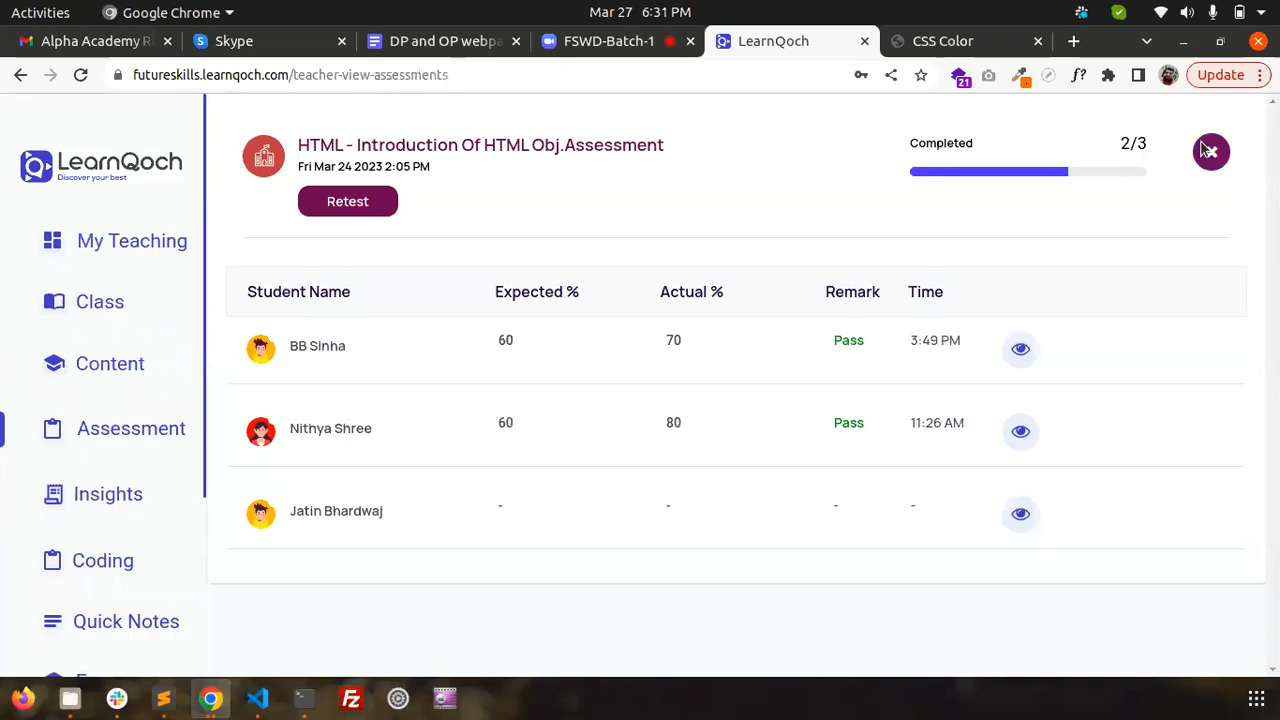 Activities
Google Chrome
Mar 27 6:31 PM
Alpha Academy R
Skype
DP and OP webpa
FSWD-Batch-1
LearnQoch
CSS Color
futureskills.learnqoch.com/teacher-view-assessments
21
f?
Update
LearnQoch
Discover your best
My Teaching
Class
Content
Assessment
Insights
Coding
Quick Notes
HTML - Introduction Of HTML Obj.Assessment
Fri Mar 24 2023 2:05 PM
Retest
Completed 2/3
Student Name Expected % Actual % Remark Time
BB Sinha 60 70 Pass 3:49 PM
Nithya Shree 60 80 Pass 11:26 AM
Jatin Bhardwaj - - - -